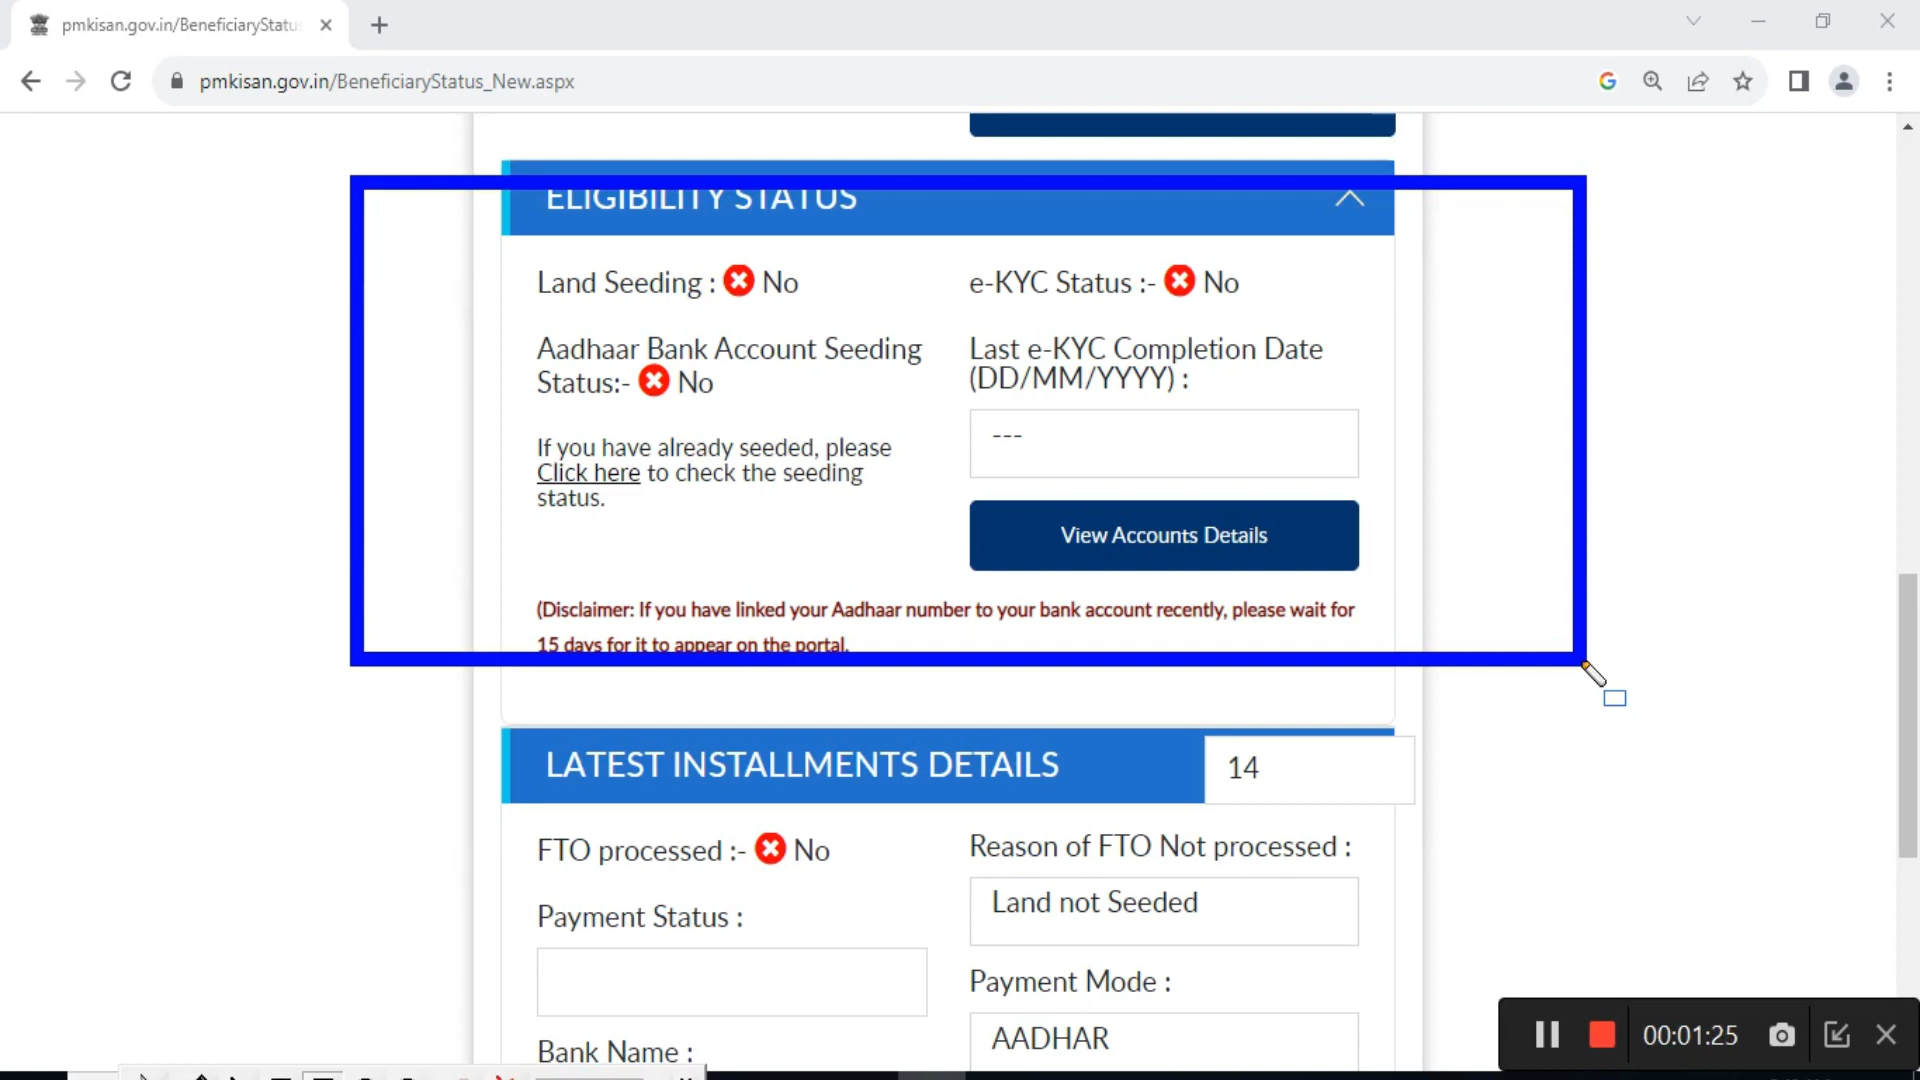 pmkisan.gov.in/BeneficiaryStatus
pmkisan.gov.in/BeneficiaryStatus_New.aspx
ELIGIBILITY STATUS
Land Seeding : No
e-KYC Status :- No
Aadhaar Bank Account Seeding
Status:- No
Last e-KYC Completion Date
(DD/MM/YYYY) :
---
If you have already seeded, please
Click here to check the seeding
status.
View Accounts Details
(Disclaimer: If you have linked your Aadhaar number to your bank account recently, please wait for
15 days for it to appear on the portal.
LATEST INSTALLMENTS DETAILS
14
FTO processed :- No
Reason of FTO Not processed :
Land not Seeded
Payment Status :
Payment Mode :
AADHAR
Bank Name :
00:01:25